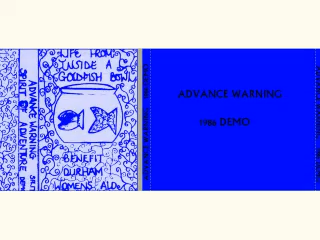 LIFE FROM
INSIDE A
GOLDFISH BOWL
BENEFIT
DURHAM
WOMENS AID
ADVANCE WARNING
SPIRIT OF ADVENTURE
ADVANCE WARNING
1986 DEMO